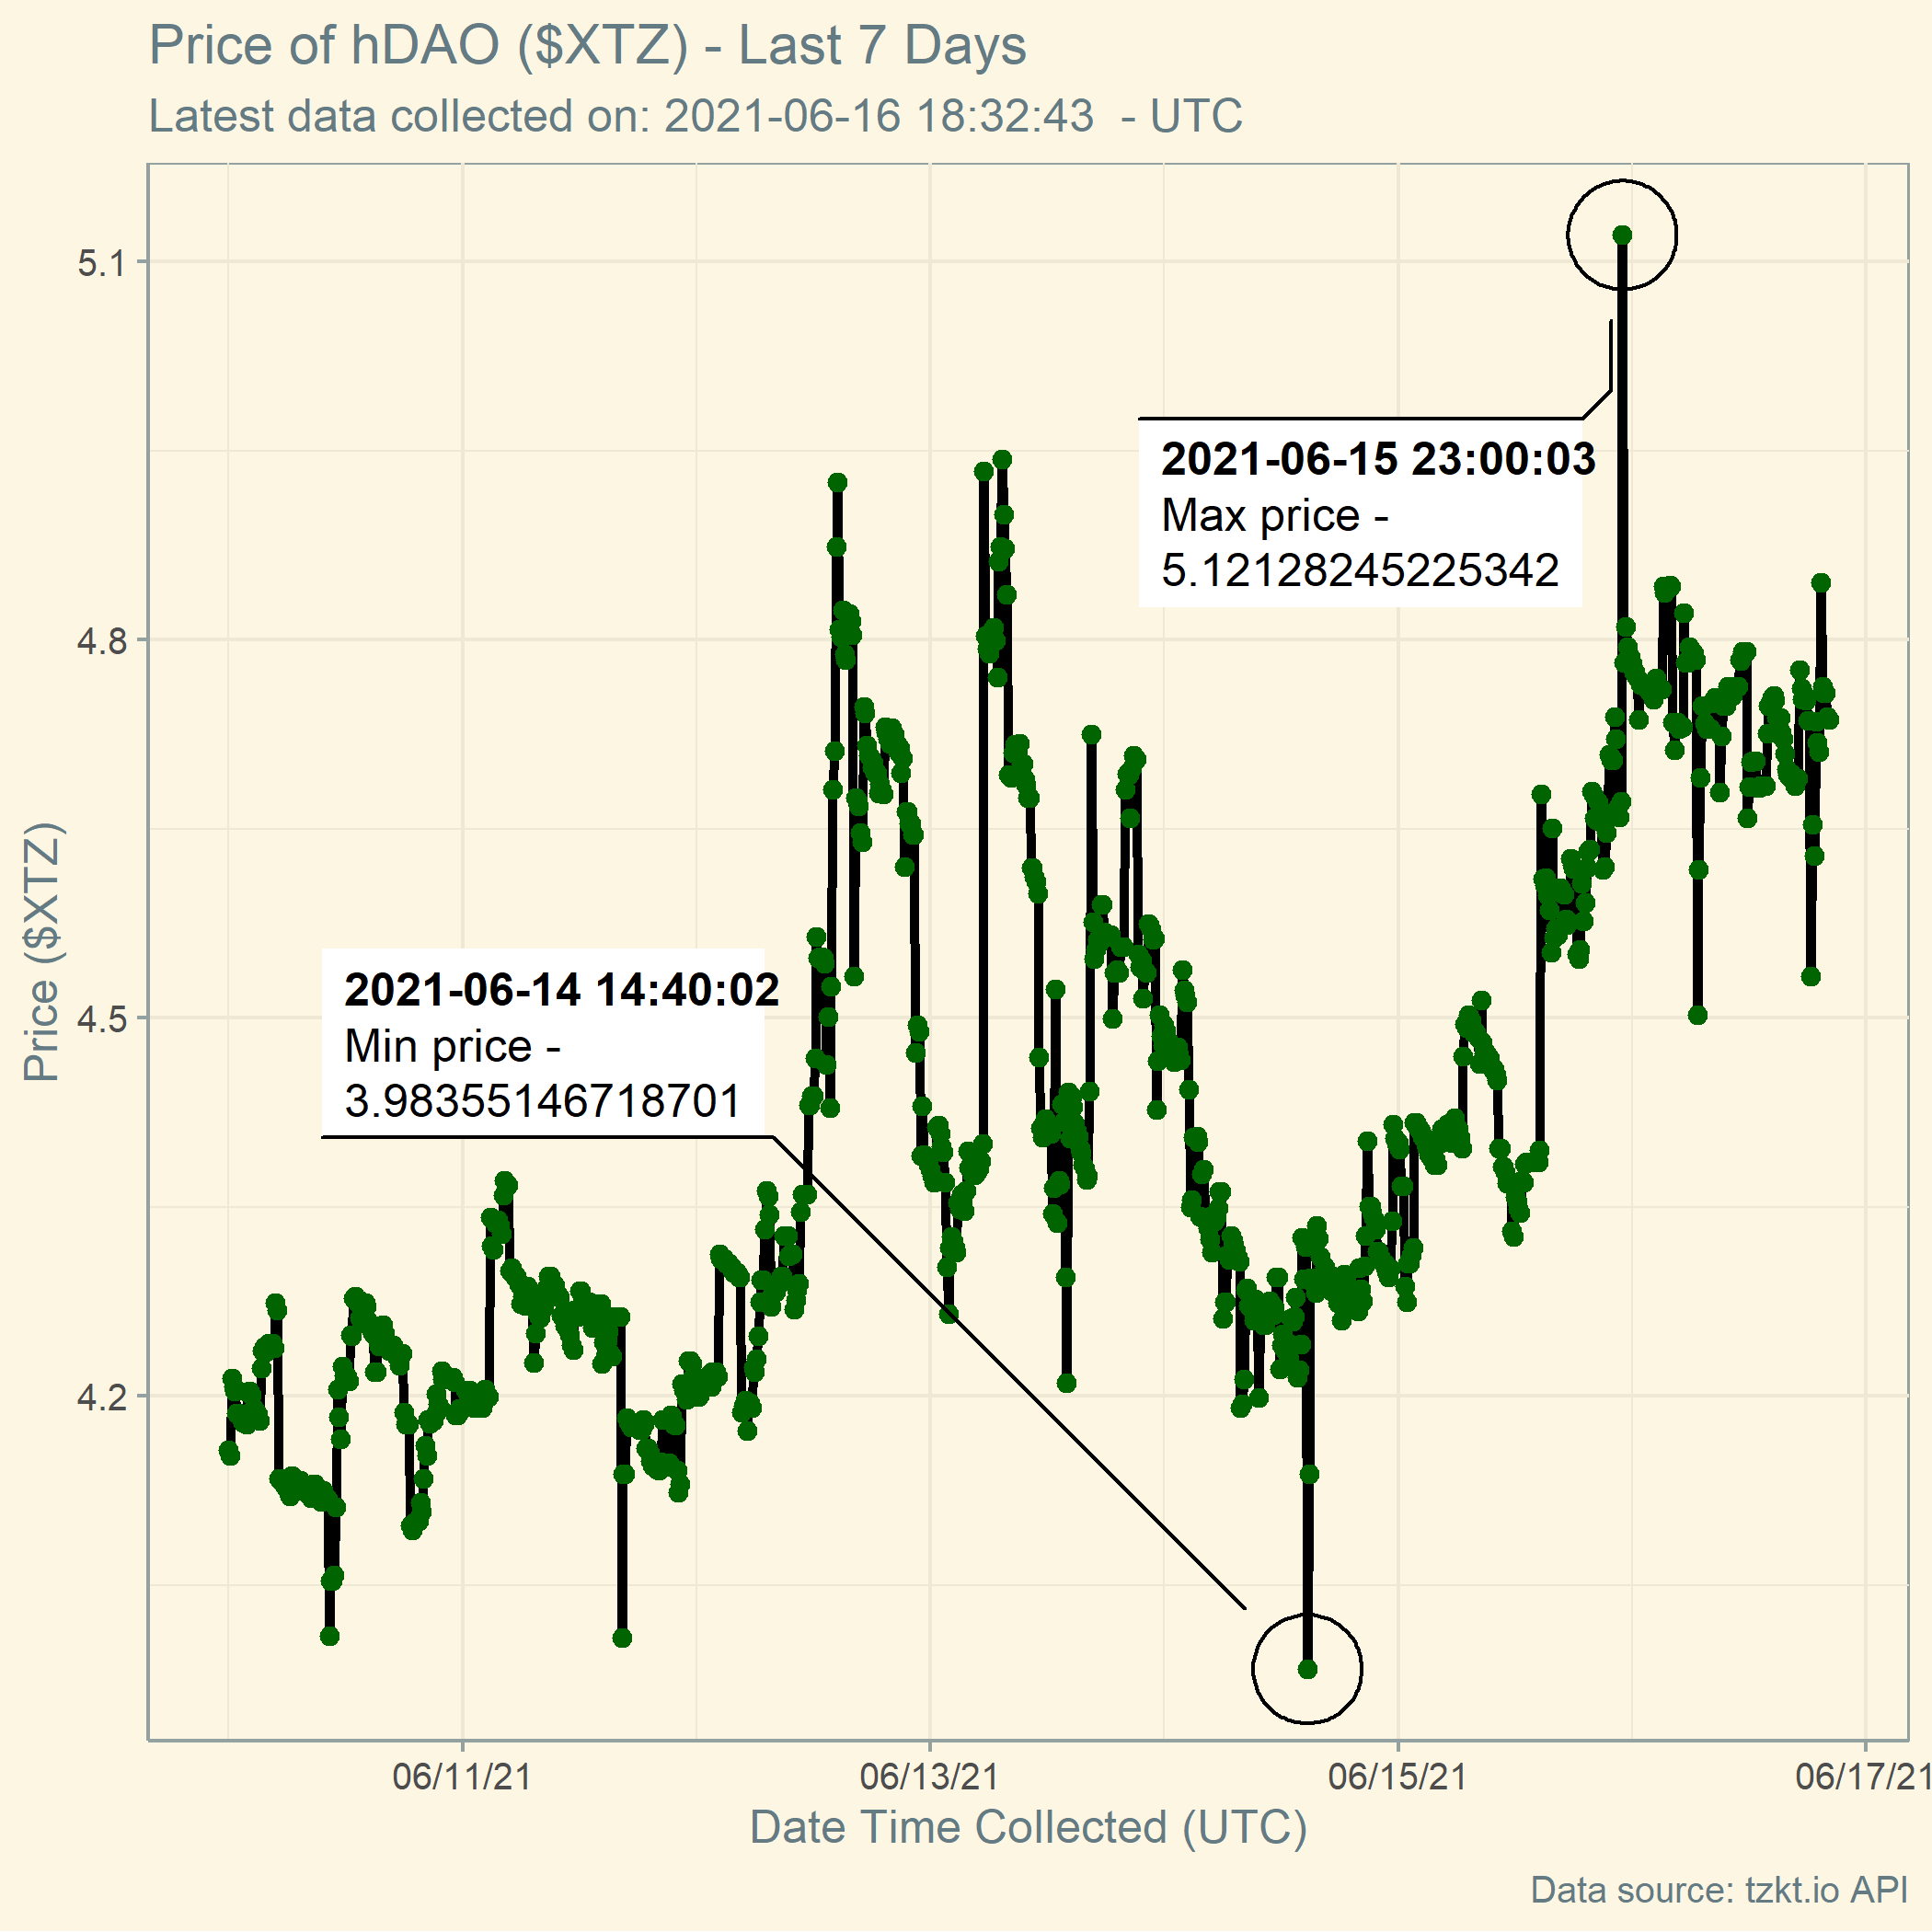 Price of hDAO ($XTZ) - Last 7 Days
Latest data collected on: 2021-06-16 18:32:43  - UTC
5.1
4.8
4.5
4.2
Price ($XTZ)
2021-06-15 23:00:03
Max price -
5.12128245225342
2021-06-14 14:40:02
Min price -
3.98355146718701
06/11/21
06/13/21
06/15/21
06/17/21
Date Time Collected (UTC)
Data source: tzkt.io API